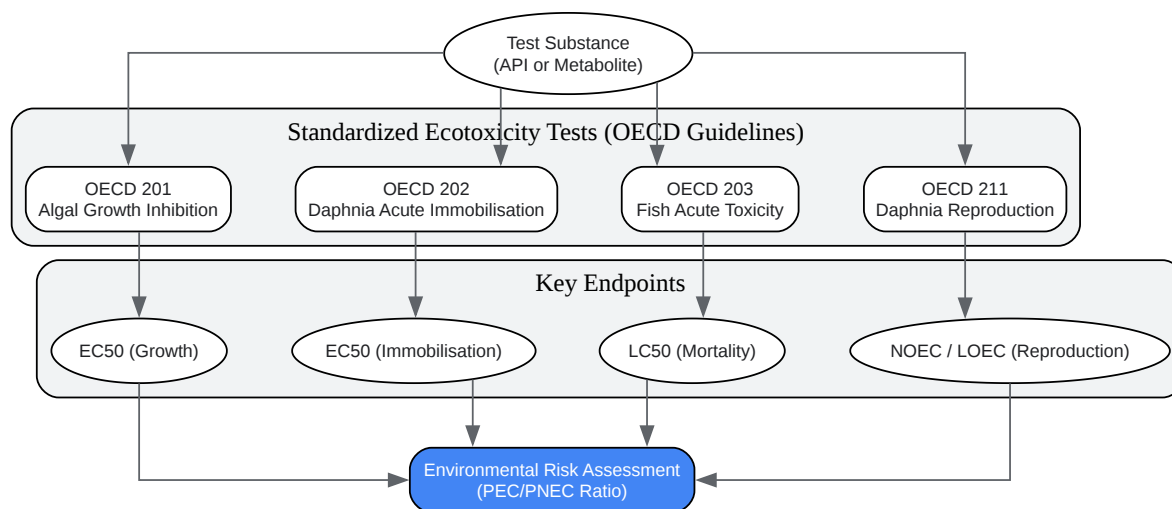 Test Substance
(API or Metabolite)
Standardized Ecotoxicity Tests (OECD Guidelines)
OECD 201
Algal Growth Inhibition
OECD 202
Daphnia Acute Immobilisation
OECD 203
Fish Acute Toxicity
OECD 211
Daphnia Reproduction
Key Endpoints
EC50 (Growth)
EC50 (Immobilisation)
LC50 (Mortality)
NOEC / LOEC (Reproduction)
Environmental Risk Assessment
(PEC/PNEC Ratio)